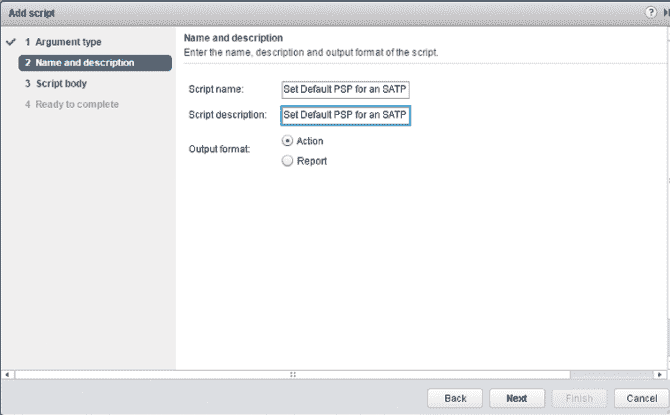 Add script
?
1 Argument type
2 Name and description
3 Script body
4 Ready to complete
Name and description
Enter the name, description and output format of the script.
Script name: Set Default PSP for an SATP
Script description: Set Default PSP for an SATP
Output format: Action
Report
Back Next Finish Cancel